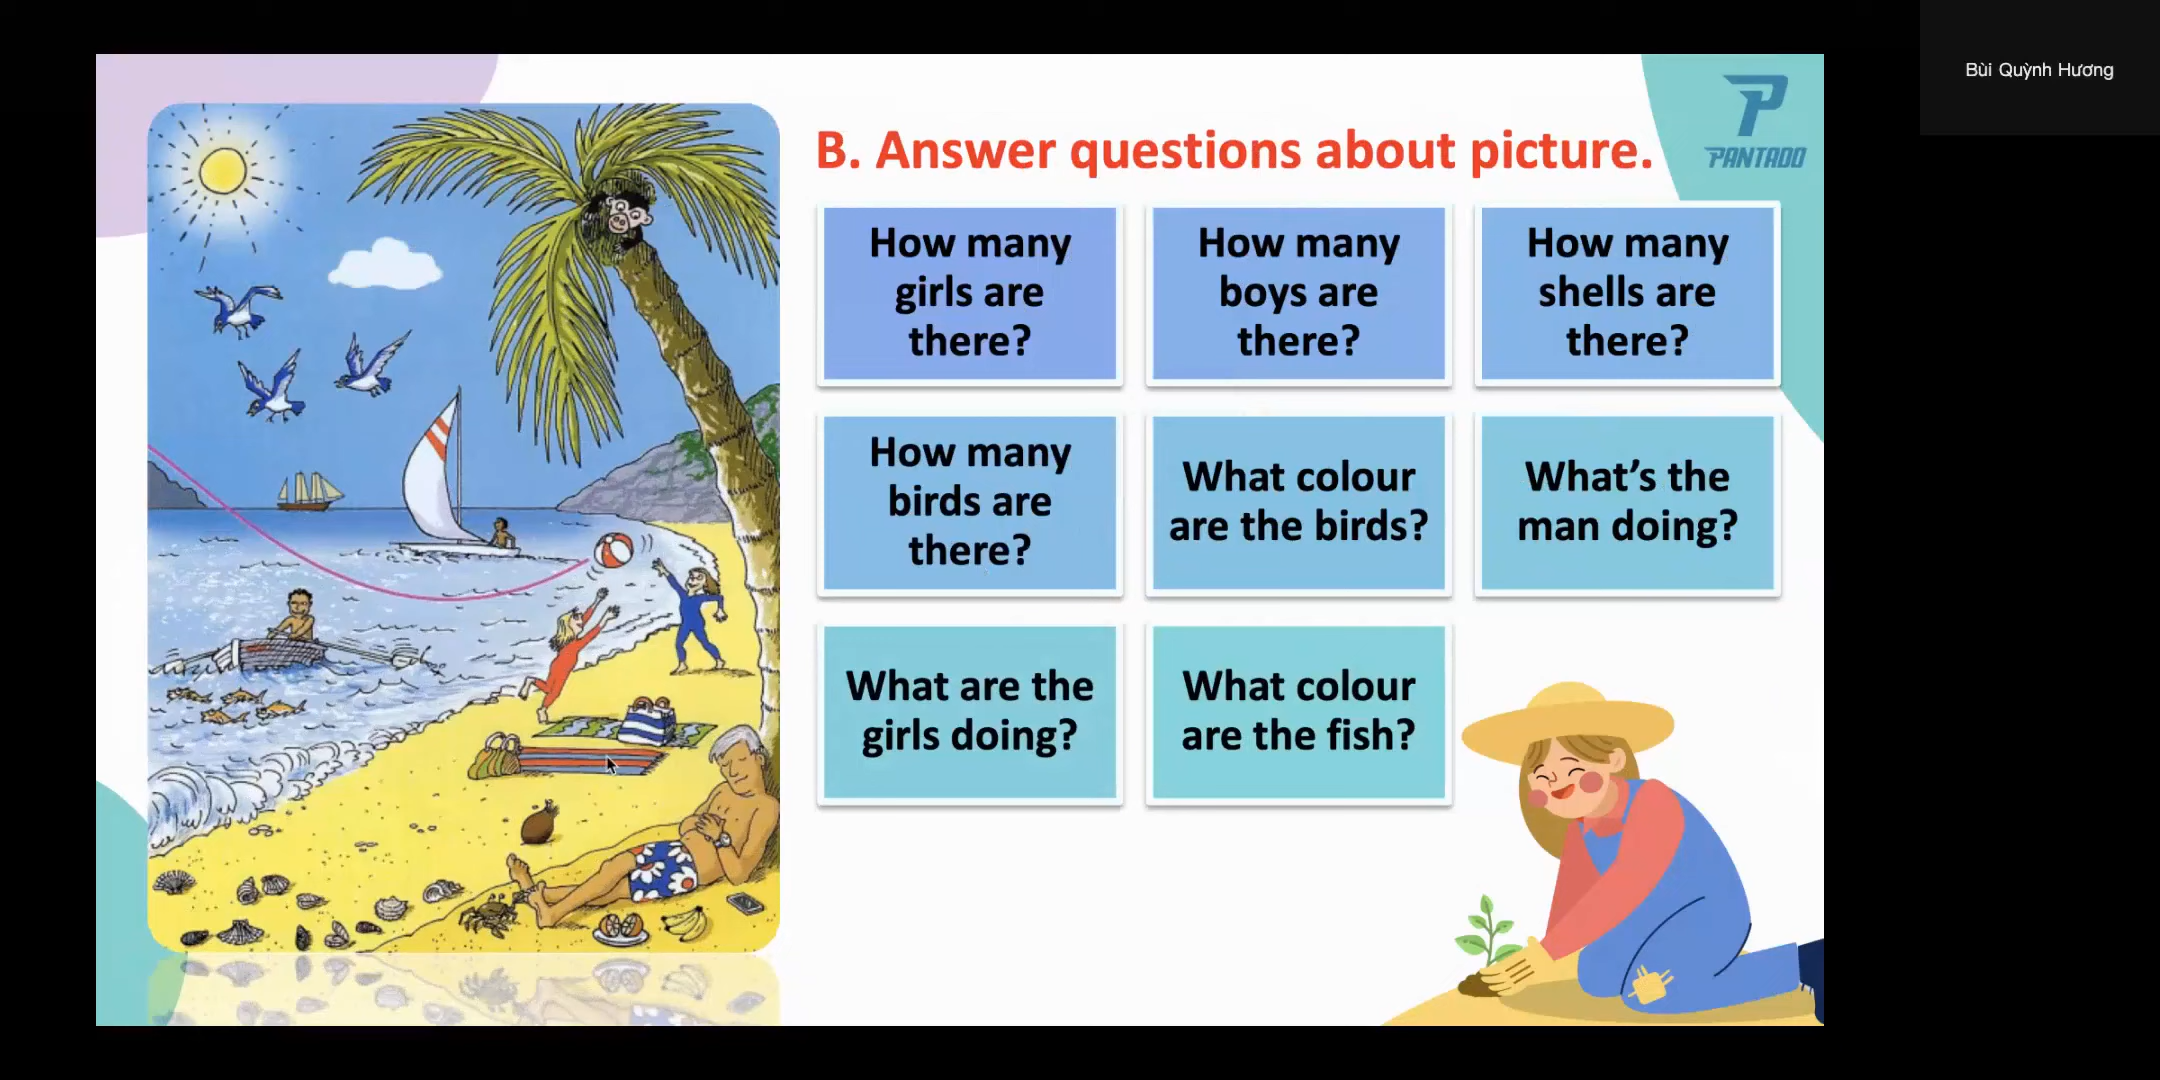 Bùi Quỳnh Hương
PANTADO
B. Answer questions about picture.
How many
girls are
there?
How many
boys are
there?
How many
shells are
there?
How many
birds are
there?
What colour
are the birds?
What’s the
man doing?
What are the
girls doing?
What colour
are the fish?